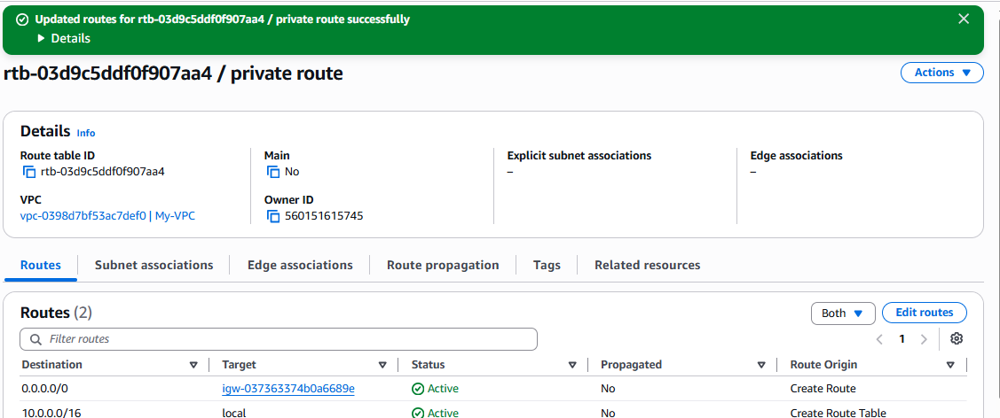 Updated routes for rtb-03d9c5ddf0f907aa4 / private route successfully
Details
rtb-03d9c5ddf0f907aa4 / private route
Actions
Details Info
Route table ID
rtb-03d9c5ddf0f907aa4
Main
No
Explicit subnet associations
–
Edge associations
–
VPC
vpc-0398d7bf53ac7def0 | My-VPC
Owner ID
560151615745
Routes Subnet associations Edge associations Route propagation Tags Related resources
Routes (2)
Both
Edit routes
Filter routes
1
Destination Target Status Propagated Route Origin
0.0.0.0/0 igw-037363374b0a6689e Active No Create Route
10.0.0.0/16 local Active No Create Route Table